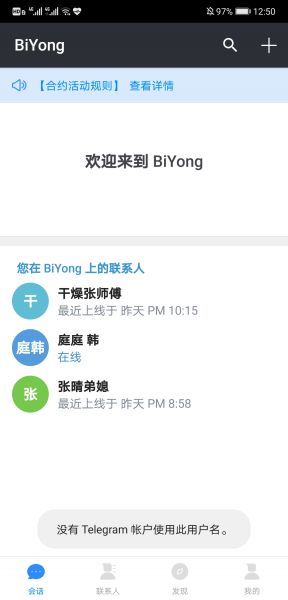 97% 12:50
BiYong
【合约活动规则】 查看详情
欢迎来到 BiYong
您在 BiYong 上的联系人
干 干燥张师傅
最近上线于 昨天 PM 10:15
庭韩 庭庭 韩
在线
张 张晴弟媳
最近上线于 昨天 PM 8:58
没有 Telegram 帐户使用此用户名。
会话 联系人 发现 我的